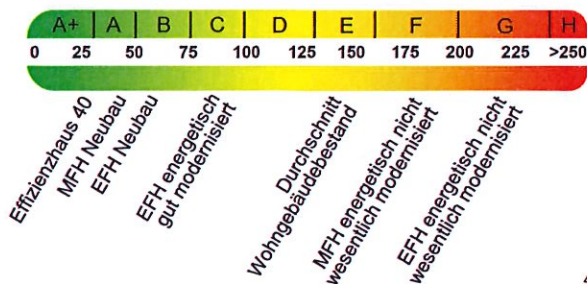 A+ A B C D E F G H
0 25 50 75 100 125 150 175 200 225 >250
Effizienzhaus 40
MFH Neubau
EFH Neubau
EFH energetisch
gut modernisiert
Durchschnitt
Wohngebäudebestand
MFH energetisch nicht
wesentlich modernisiert
EFH energetisch nicht
wesentlich modernisiert